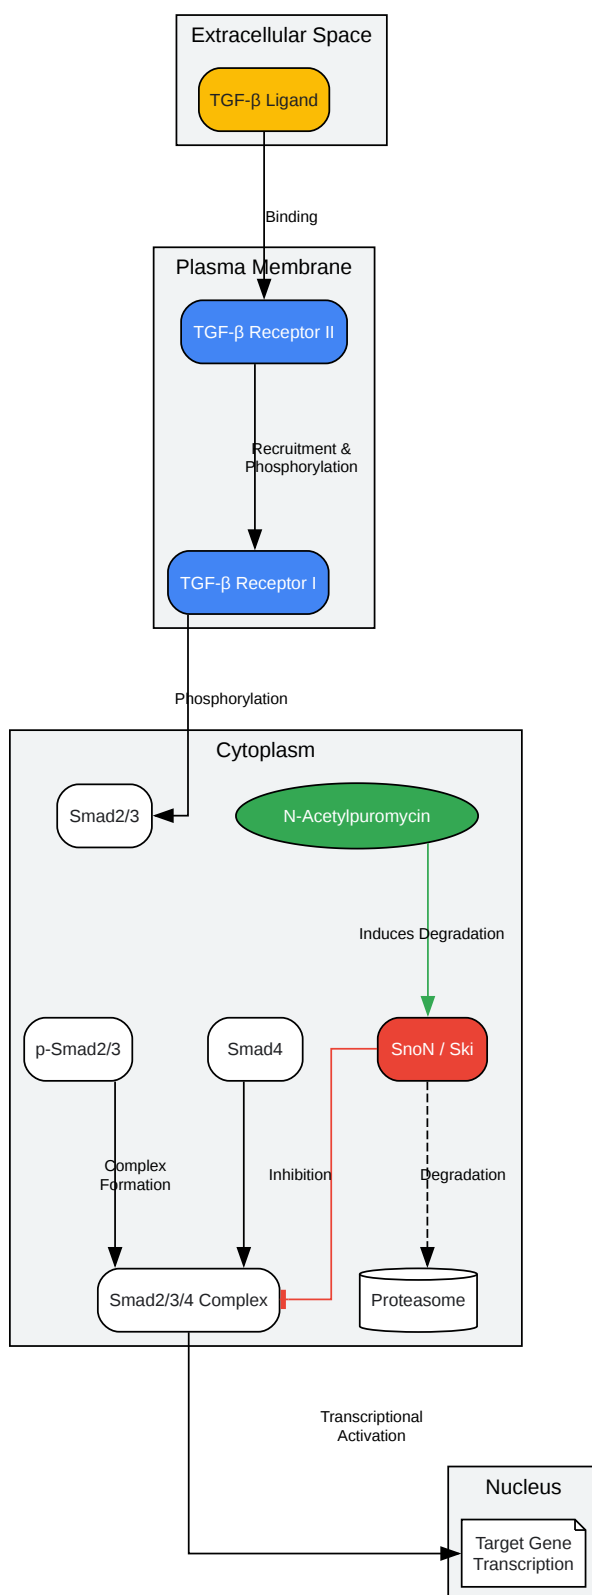 Extracellular Space
TGF-β Ligand
Binding
Plasma Membrane
TGF-β Receptor II
Recruitment &
Phosphorylation
TGF-β Receptor I
Phosphorylation
Cytoplasm
Smad2/3
N-Acetylpuromycin
Induces Degradation
p-Smad2/3
Smad4
SnoN / Ski
Complex
Formation
Inhibition
Degradation
Smad2/3/4 Complex
Proteasome
Transcriptional
Activation
Nucleus
Target Gene
Transcription